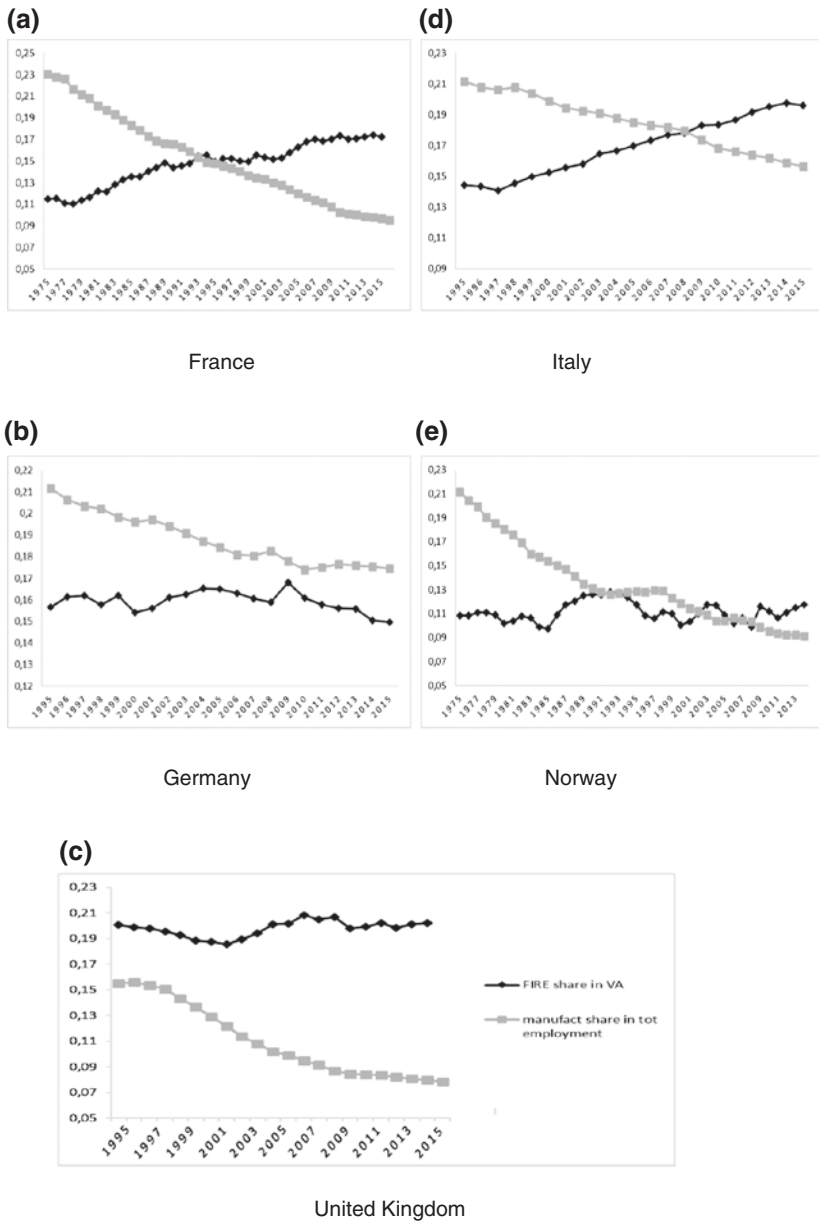 (a)
0,25
0,23
0,21
0,19
0,17
0,15
0,13
0,11
0,09
0,07
0,05
1975 1977 1979 1981 1983 1985 1987 1989 1991 1993 1995 1997 1999 2001 2003 2005 2007 2009 2011 2013 2015
France
(d)
0,23
0,21
0,19
0,17
0,15
0,13
0,11
0,09
1995 1996 1997 1998 1999 2000 2001 2002 2003 2004 2005 2006 2007 2008 2009 2010 2011 2012 2013 2014 2015
Italy
(b)
0,22
0,21
0,2
0,19
0,18
0,17
0,16
0,15
0,14
0,13
0,12
1995 1996 1997 1998 1999 2000 2001 2002 2003 2004 2005 2006 2007 2008 2009 2010 2011 2012 2013 2014 2015
Germany
(e)
0,23
0,21
0,19
0,17
0,15
0,13
0,11
0,09
0,07
0,05
1975 1977 1979 1981 1983 1985 1987 1989 1991 1993 1995 1997 1999 2001 2003 2005 2007 2009 2011 2013
Norway
(c)
0,23
0,21
0,19
0,17
0,15
0,13
0,11
0,09
0,07
0,05
1995 1997 1999 2001 2003 2005 2007 2009 2011 2013 2015
FIRE share in VA
manufact share in tot
employment
United Kingdom